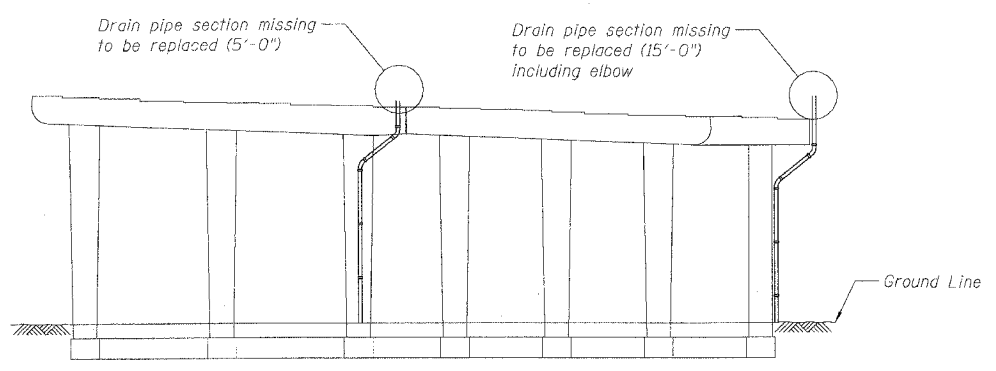 Drain pipe section missing
to be replaced (5'-0")
Drain pipe section missing
to be replaced (15'-0")
including elbow
Ground Line